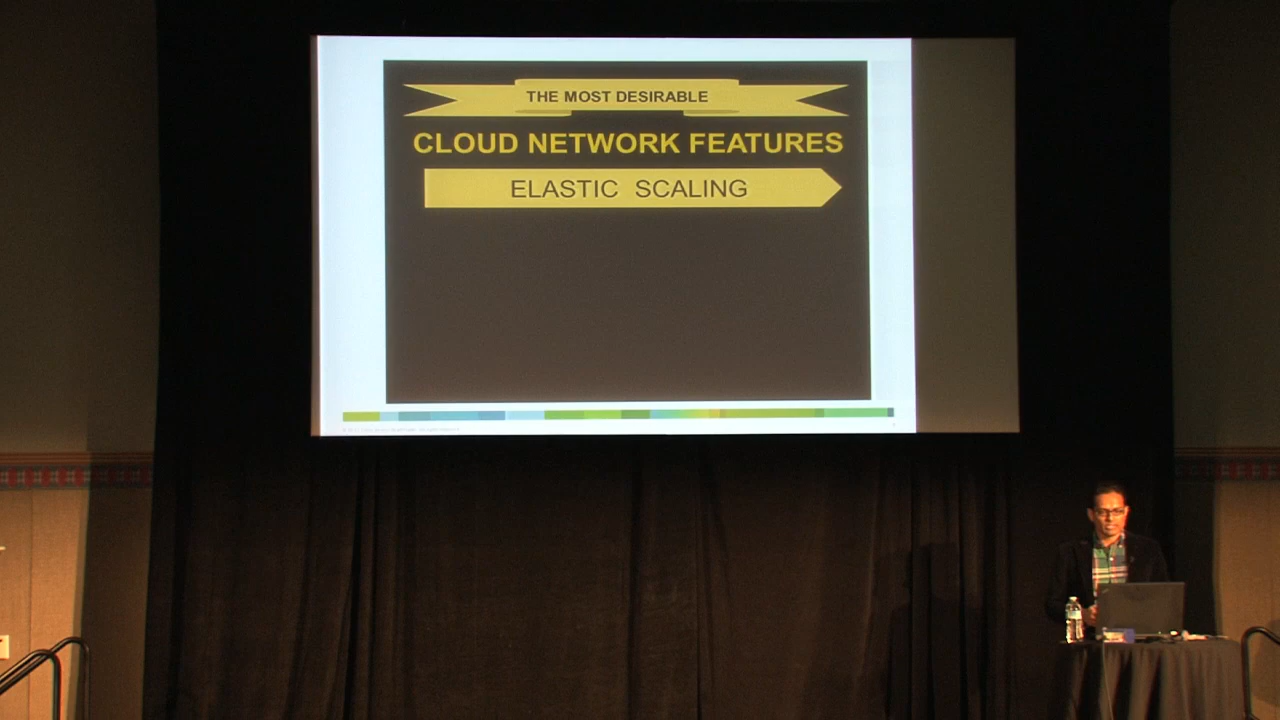 THE MOST DESIRABLE
CLOUD NETWORK FEATURES
ELASTIC SCALING